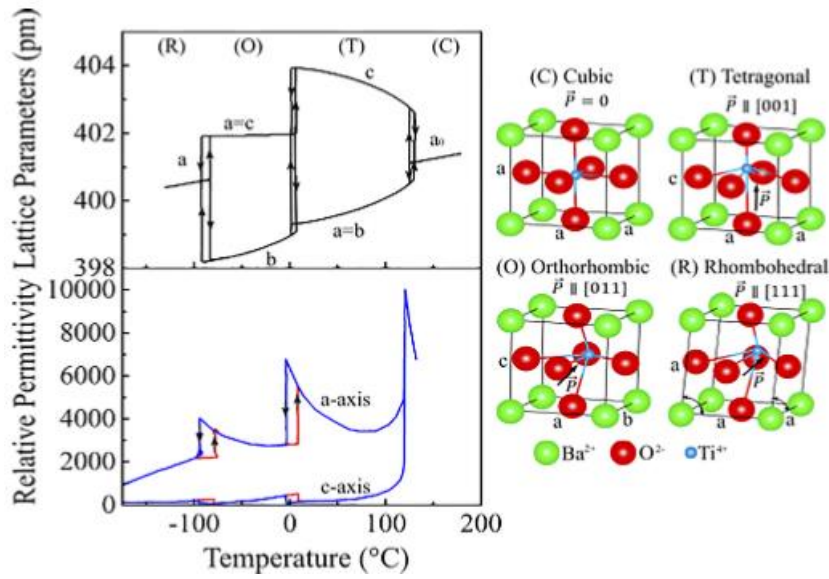 (R) (O) (T) (C)
Lattice Parameters (pm)
404
402
400
398
a
a=c
b
c
a=b
a₀
Relative Permittivity
10000
8000
6000
4000
2000
0
a-axis
c-axis
-100 0 100 200
Temperature (°C)
(C) Cubic
P⃗ = 0
a
a
a
(T) Tetragonal
P⃗ ∥ [001]
c
P⃗
a
a
(O) Orthorhombic
P⃗ ∥ [011]
c
P⃗
a
b
(R) Rhombohedral
P⃗ ∥ [111]
a
P⃗
a
a
Ba²⁺ O²⁻ Ti⁴⁺